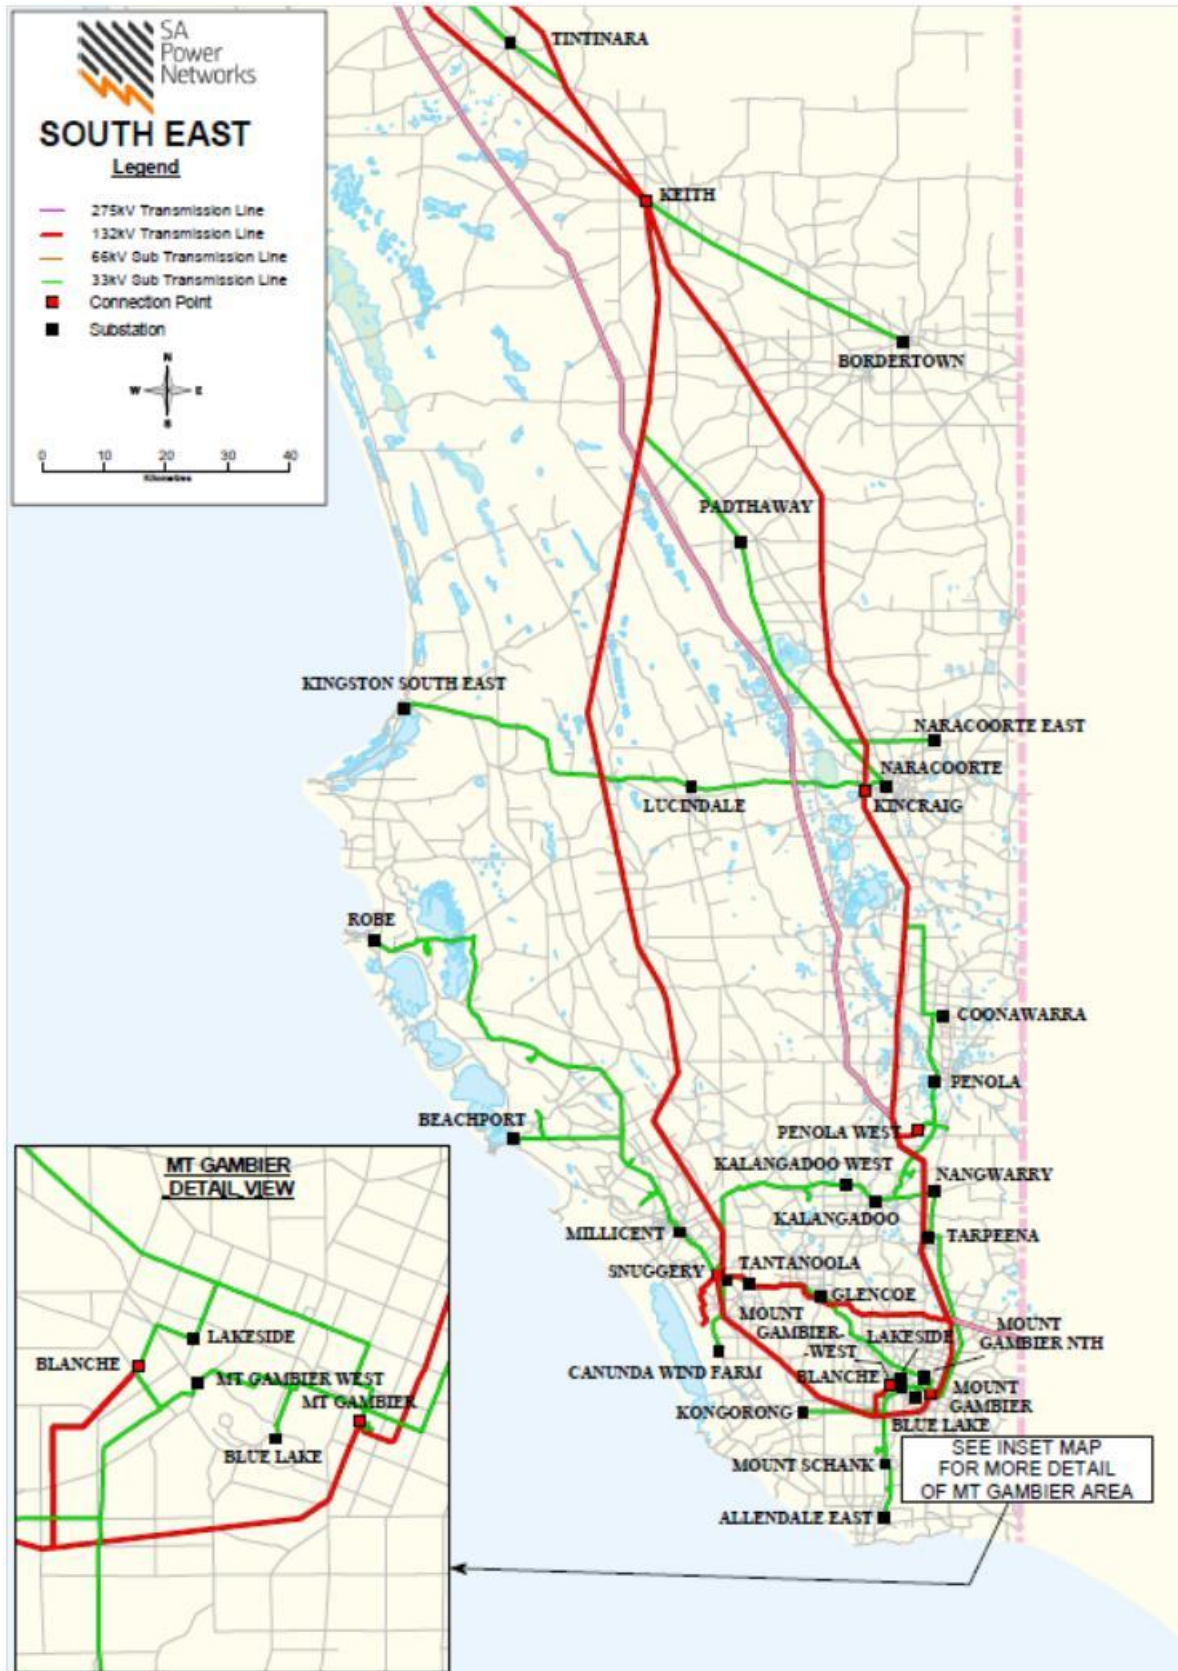 SA
Power
Networks
SOUTH EAST
Legend
275kV Transmission Line
132kV Transmission Line
66kV Sub Transmission Line
33kV Sub Transmission Line
Connection Point
Substation
N
W E
S
0 10 20 30 40
Kilometres
TINTINARA
KEITH
BORDERTOWN
PADTHAWAY
KINGSTON SOUTH EAST
NARACOORTE EAST
NARACOORTE
LUCINDALE
KINCRAIG
ROBE
COONAWARRA
PENOLA
BEACHPORT
PENOLA WEST
KALANGADOO WEST
NANGWARRY
KALANGADOO
MILLICENT
TARPEENA
SNUGGERY
TANTANOOLA
GLENCOE
MOUNT
GAMBIER-
-WEST
LAKESIDE
MOUNT
GAMBIER NTH
CANUNDA WIND FARM
BLANCHE
MOUNT
GAMBIER
KONGORONG
BLUE LAKE
MOUNT SCHANK
ALLENDALE EAST
SEE INSET MAP
FOR MORE DETAIL
OF MT GAMBIER AREA
MT GAMBIER
DETAIL VIEW
LAKESIDE
BLANCHE
MT GAMBIER WEST
MT GAMBIER
BLUE LAKE